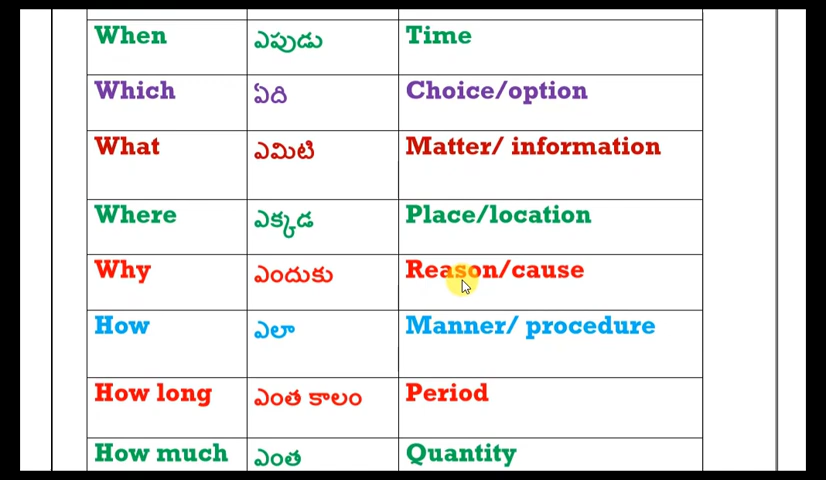 When ఎపుడు Time
Which ఏది Choice/option
What ఎమిటి Matter/ information
Where ఎక్కడ Place/location
Why ఎందుకు Reason/cause
How ఎలా Manner/ procedure
How long ఎంత కాలం Period
How much ఎంత Quantity